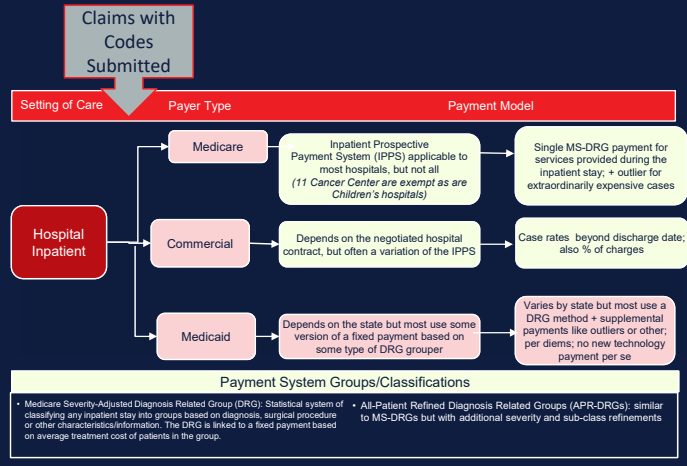 Claims with
Codes
Submitted
Setting of Care
Payer Type
Payment Model
Hospital
Inpatient
Medicare
Inpatient Prospective
Payment System (IPPS) applicable to
most hospitals, but not all
(11 Cancer Center are exempt as are
Children's hospitals)
Single MS-DRG payment for
services provided during the
inpatient stay; + outlier for
extraordinarily expensive cases
Commercial
Depends on the negotiated hospital
contract, but often a variation of the IPPS
Case rates beyond discharge date;
also % of charges
Medicaid
Depends on the state but most use some
version of a fixed payment based on
some type of DRG grouper
Varies by state but most use a
DRG method + supplemental
payments like outliers or other;
per diems; no new technology
payment per se
Payment System Groups/Classifications
• Medicare Severity-Adjusted Diagnosis Related Group (DRG): Statistical system of
classifying any inpatient stay into groups based on diagnosis, surgical procedure
or other characteristics/information. The DRG is linked to a fixed payment based
on average treatment cost of patients in the group.
• All-Patient Refined Diagnosis Related Groups (APR-DRGs): similar
to MS-DRGs but with additional severity and sub-class refinements